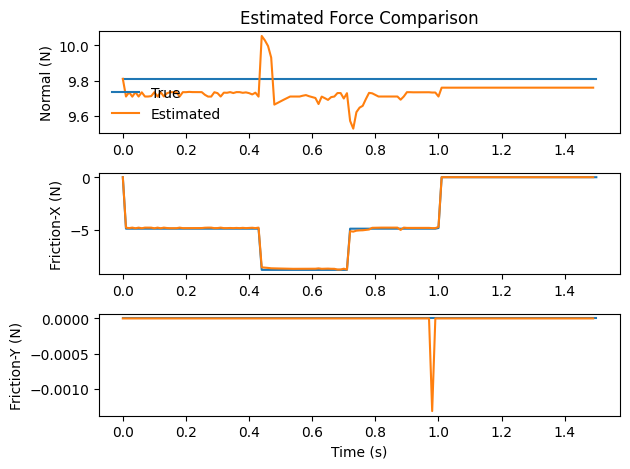 Estimated Force Comparison
Normal (N)
10.0
9.8
9.6
True
Estimated
0.0 0.2 0.4 0.6 0.8 1.0 1.2 1.4
Friction-X (N)
0
−5
0.0 0.2 0.4 0.6 0.8 1.0 1.2 1.4
Friction-Y (N)
0.0000
−0.0005
−0.0010
0.0 0.2 0.4 0.6 0.8 1.0 1.2 1.4
Time (s)